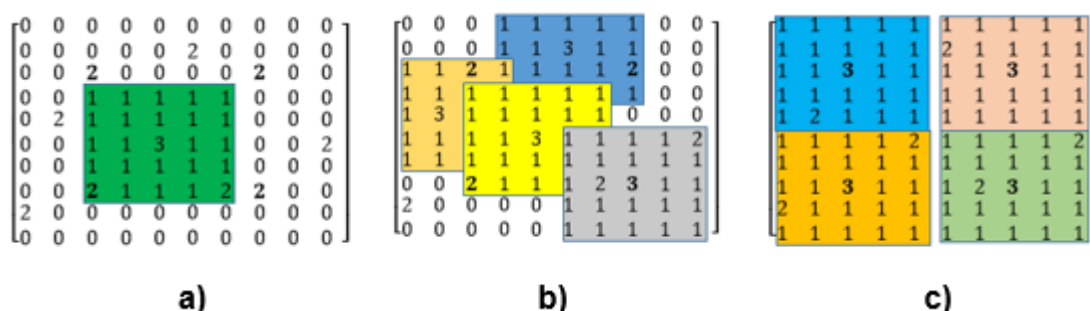 0 0 0 0 0 0 0 0 0 0
0 0 0 0 0 2 0 0 0 0
0 0 2 0 0 0 0 2 0 0
0 0 1 1 1 1 1 0 0 0
0 2 1 1 1 1 1 0 0 0
0 0 1 1 3 1 1 0 0 2
0 0 1 1 1 1 1 0 0 0
0 0 2 1 1 1 2 2 0 0
2 0 0 0 0 0 0 0 0 0
0 0 0 0 0 0 0 0 0 0
a)
0 0 0 1 1 1 1 1 0 0
0 0 0 1 1 3 1 1 0 0
1 1 2 1 1 1 1 2 0 0
1 1 1 1 1 1 1 1 0 0
1 3 1 1 1 1 1 0 0 0
1 1 1 1 3 1 1 1 1 2
1 1 1 1 1 1 1 1 1 1
0 0 2 1 1 1 2 3 1 1
2 0 0 0 0 1 1 1 1 1
0 0 0 0 0 1 1 1 1 1
b)
1 1 1 1 1 1 1 1 1 1
1 1 1 1 1 2 1 1 1 1
1 1 3 1 1 1 1 3 1 1
1 1 1 1 1 1 1 1 1 1
1 2 1 1 1 1 1 1 1 1
1 1 1 1 2 1 1 1 1 2
1 1 1 1 1 1 1 1 1 1
1 1 3 1 1 1 2 3 1 1
2 1 1 1 1 1 1 1 1 1
1 1 1 1 1 1 1 1 1 1
c)